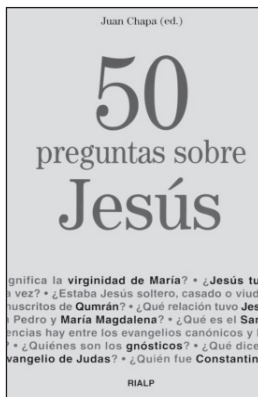 Juan Chapa (ed.)
50
preguntas sobre
Jesús
gnifica la virginidad de María? • ¿Jesús tu
a vez? • ¿Estaba Jesús soltero, casado o viud
nuscritos de Qumrán? • ¿Qué relación tuvo Jes
Pedro y María Magdalena? • ¿Qué es el San
encias hay entre los evangelios canónicos y l
? • ¿Quiénes son los gnósticos? • ¿Qué dice
vangelio de Judas? • ¿Quién fue Constantin
RIALP